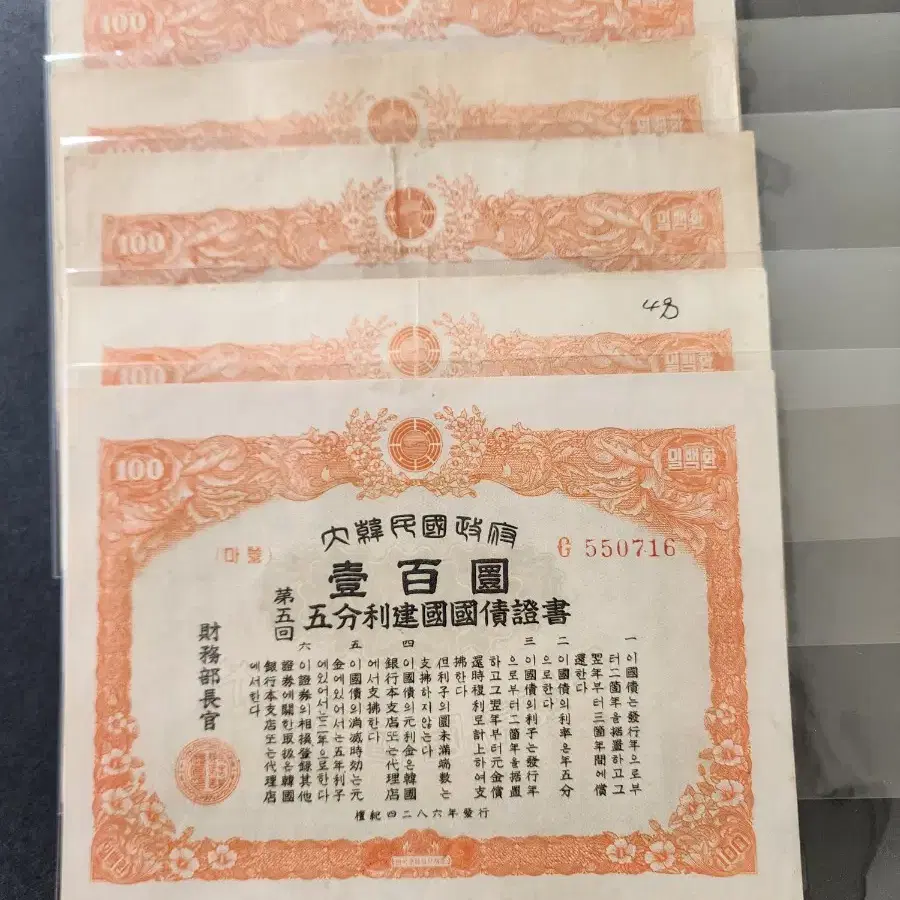 100
일백환
100
일백환
100
일백환
48
100
일백환
大韓民國政府
(마號)
G 550716
壹百圜
第五回
五分利建國國債證書
一 이國債는發行年으로부
터二箇年을据置하고그
翌年부터三箇年間에償
還한다
二 이國債의利率은年五分
으로한다
三 이國債의利子는發行年
으로부터二箇年을据置
하고그翌年부터元金償
還時複利로計上하여支
拂한다
但利子의圜未滿端數는
支拂하지않는다
四 이國債의元利金은韓國
銀行本支店또는代理店
에서支拂한다
五 이國債의消滅時効는元
金에있어서는五年利子
에있어서는二年으로한다
六 이證券의相換登錄其他
證券에關한取扱은韓國
銀行本支店또는代理店
에서한다
財務部長官
檀紀四二八六年發行
100
100